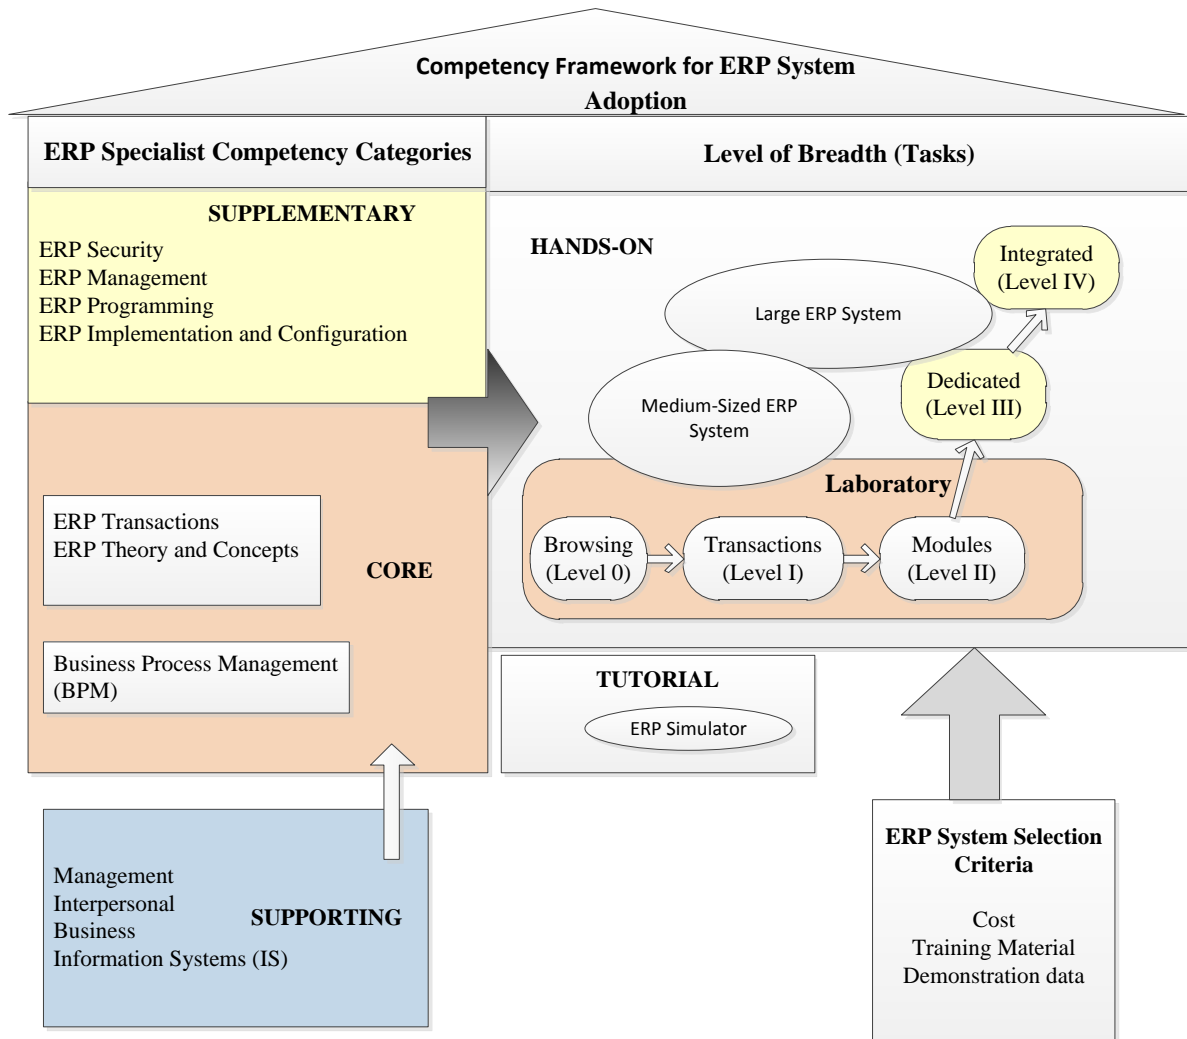 Competency Framework for ERP System
Adoption
ERP Specialist Competency Categories
Level of Breadth (Tasks)
SUPPLEMENTARY
ERP Security
ERP Management
ERP Programming
ERP Implementation and Configuration
HANDS-ON
Integrated
(Level IV)
Large ERP System
Dedicated
(Level III)
Medium-Sized ERP
System
Laboratory
Browsing
(Level 0)
Transactions
(Level I)
Modules
(Level II)
ERP Transactions
ERP Theory and Concepts
CORE
Business Process Management
(BPM)
TUTORIAL
ERP Simulator
Management
Interpersonal
Business
Information Systems (IS)
SUPPORTING
ERP System Selection
Criteria
Cost
Training Material
Demonstration data